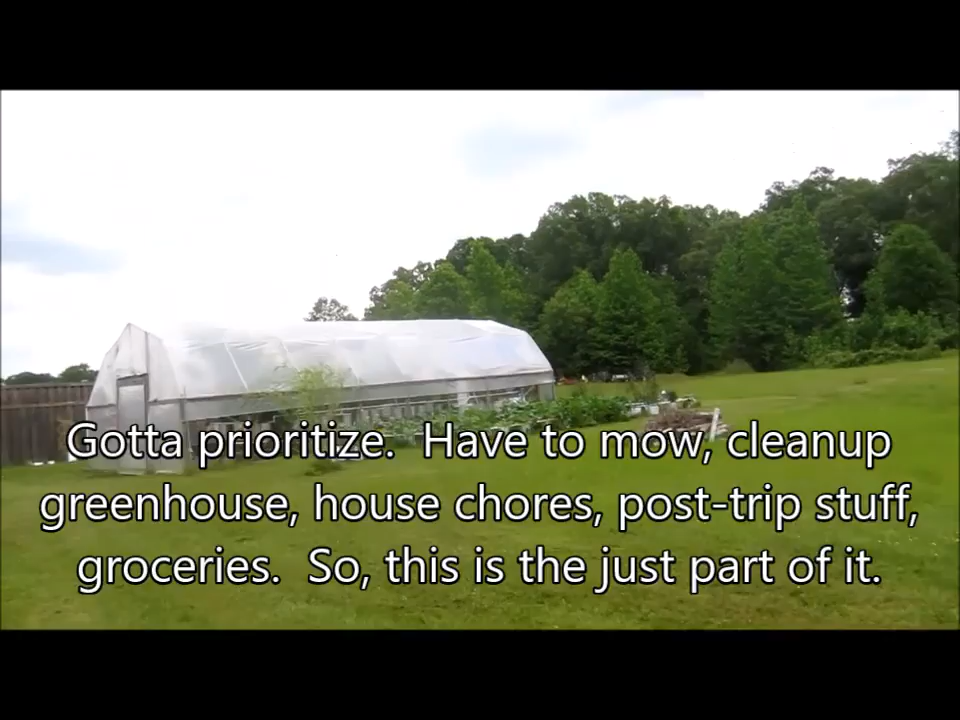 Gotta prioritize.  Have to mow, cleanup
greenhouse, house chores, post-trip stuff,
groceries.  So, this is the just part of it.